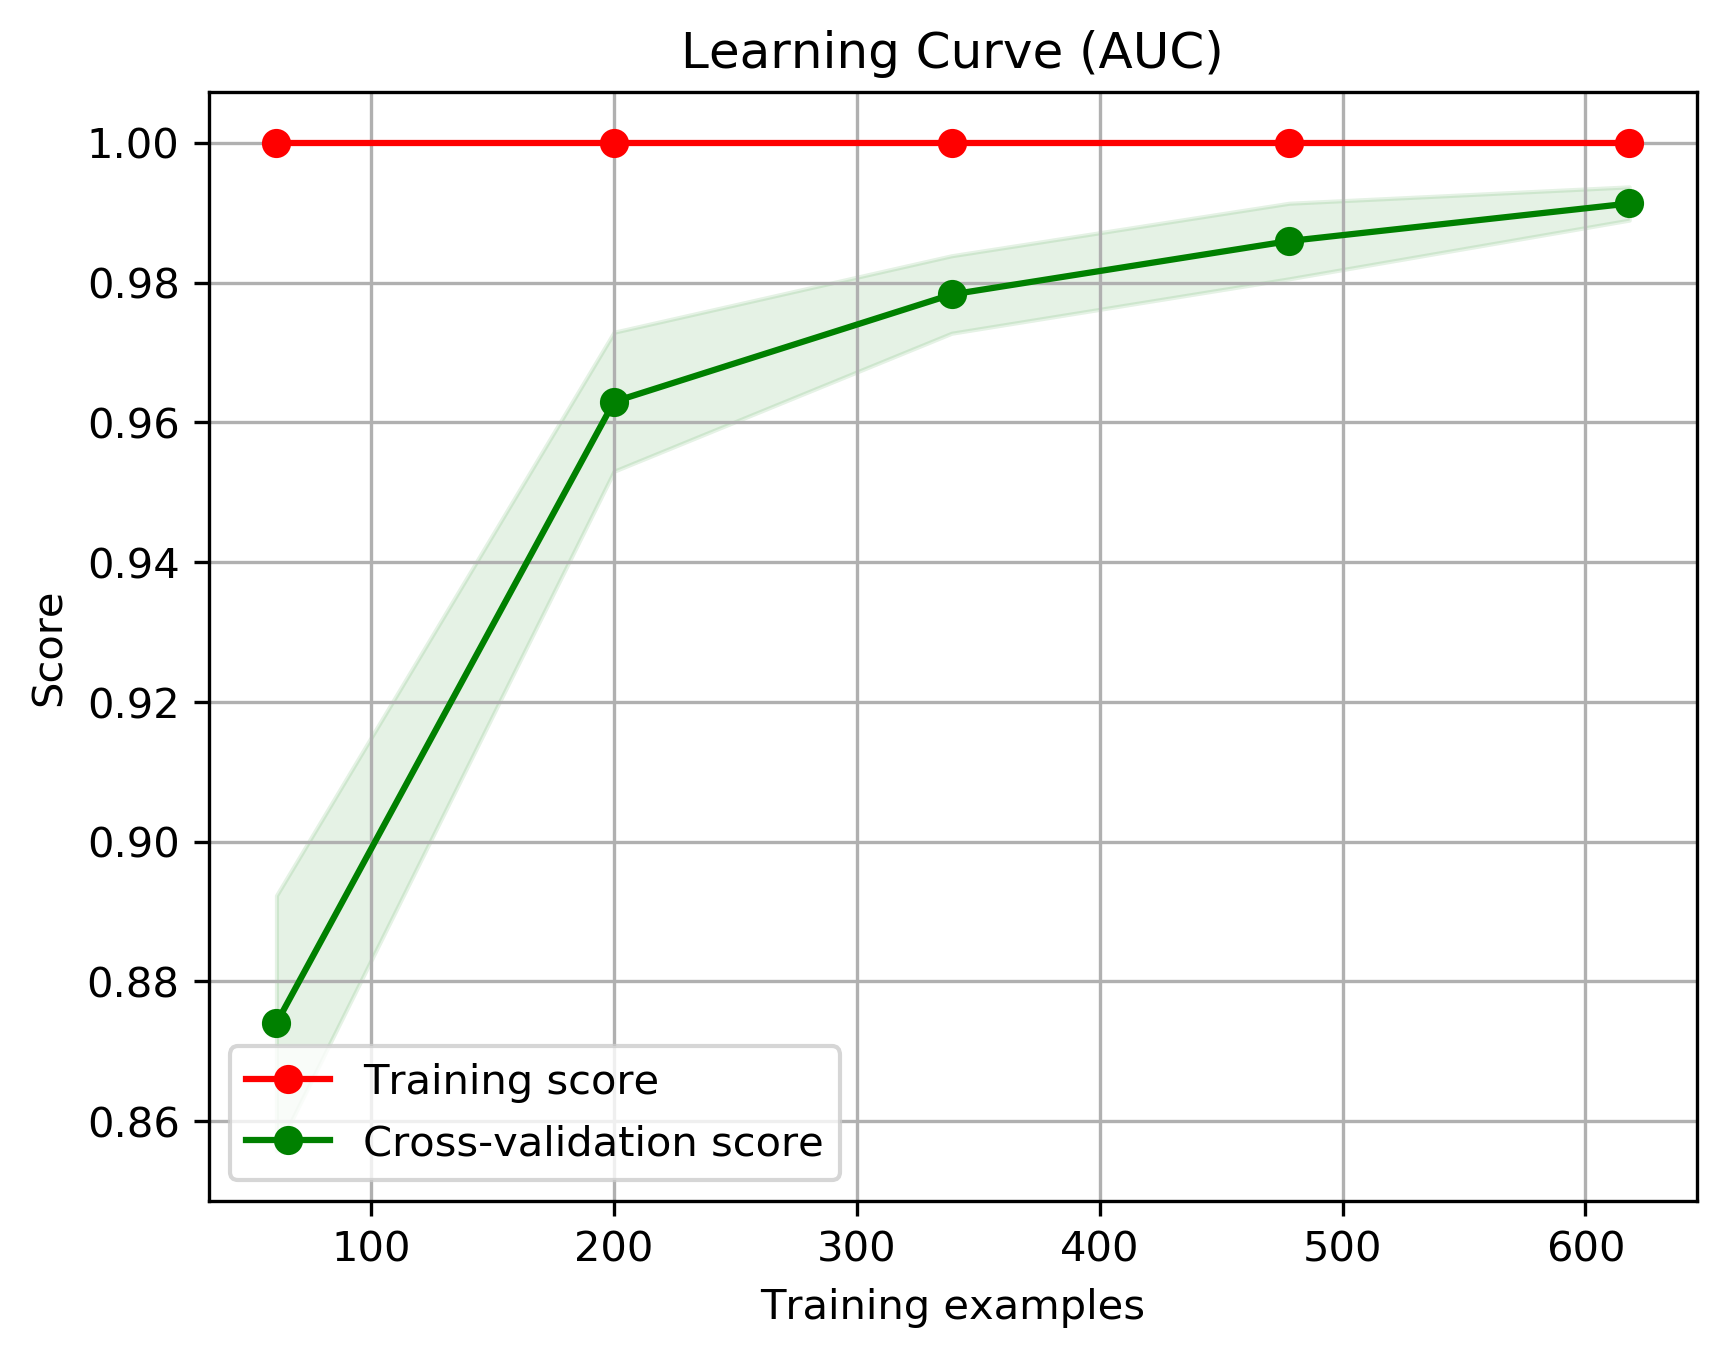 Learning Curve (AUC)
1.00
0.98
0.96
0.94
0.92
0.90
0.88
0.86
Score
Training score
Cross-validation score
100 200 300 400 500 600
Training examples